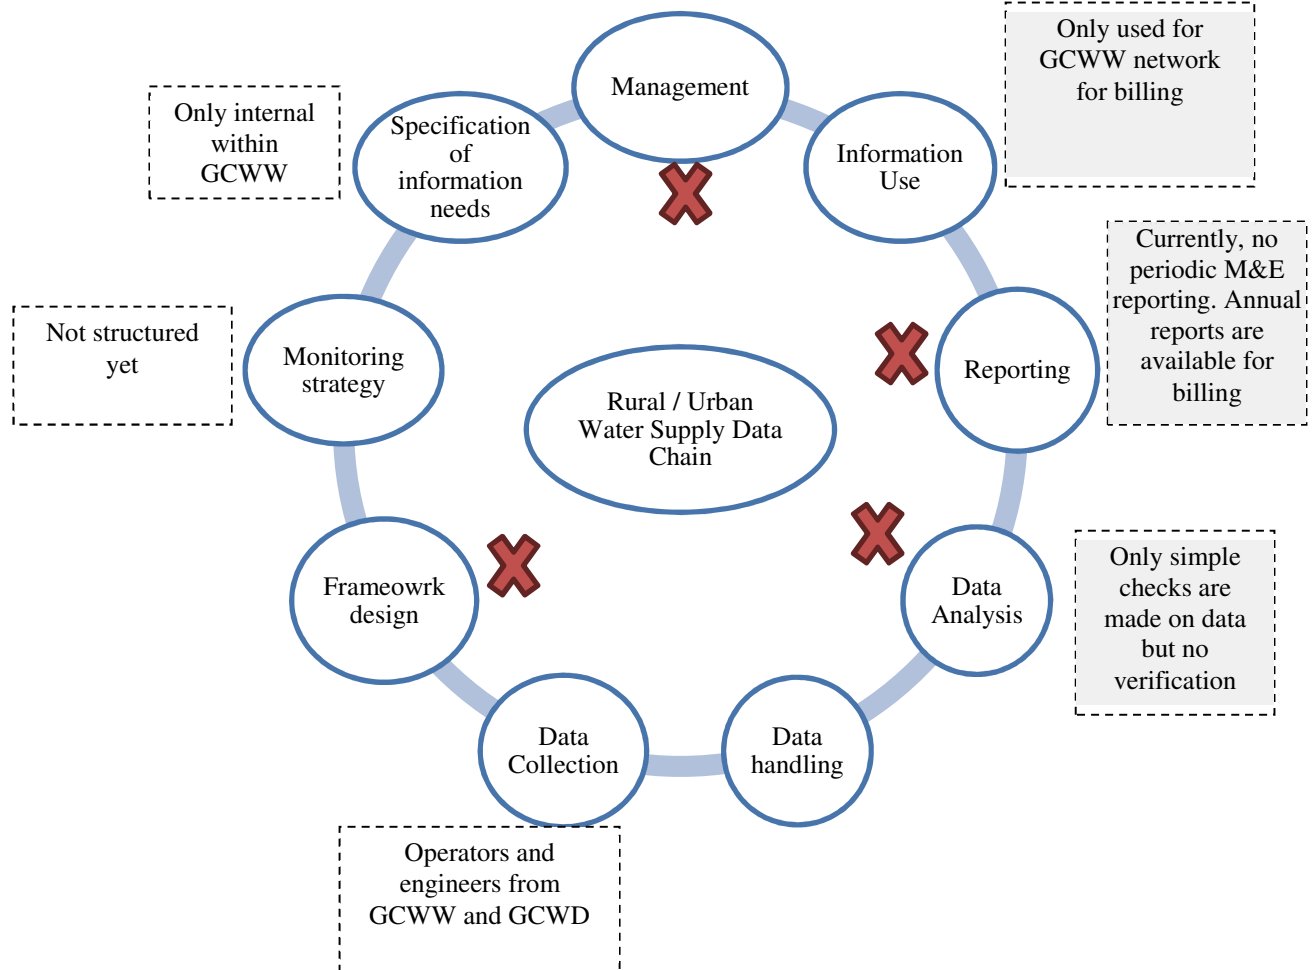 Management
Only used for
GCWW network
for billing
Information
Use
Currently, no
periodic M&E
reporting. Annual
reports are
available for
billing
Reporting
Only simple
checks are
made on data
but no
verification
Data
Analysis
Data
handling
Data
Collection
Operators and
engineers from
GCWW and GCWD
Frameowrk
design
Monitoring
strategy
Not structured
yet
Specification
of
information
needs
Only internal
within
GCWW
Rural / Urban
Water Supply Data
Chain